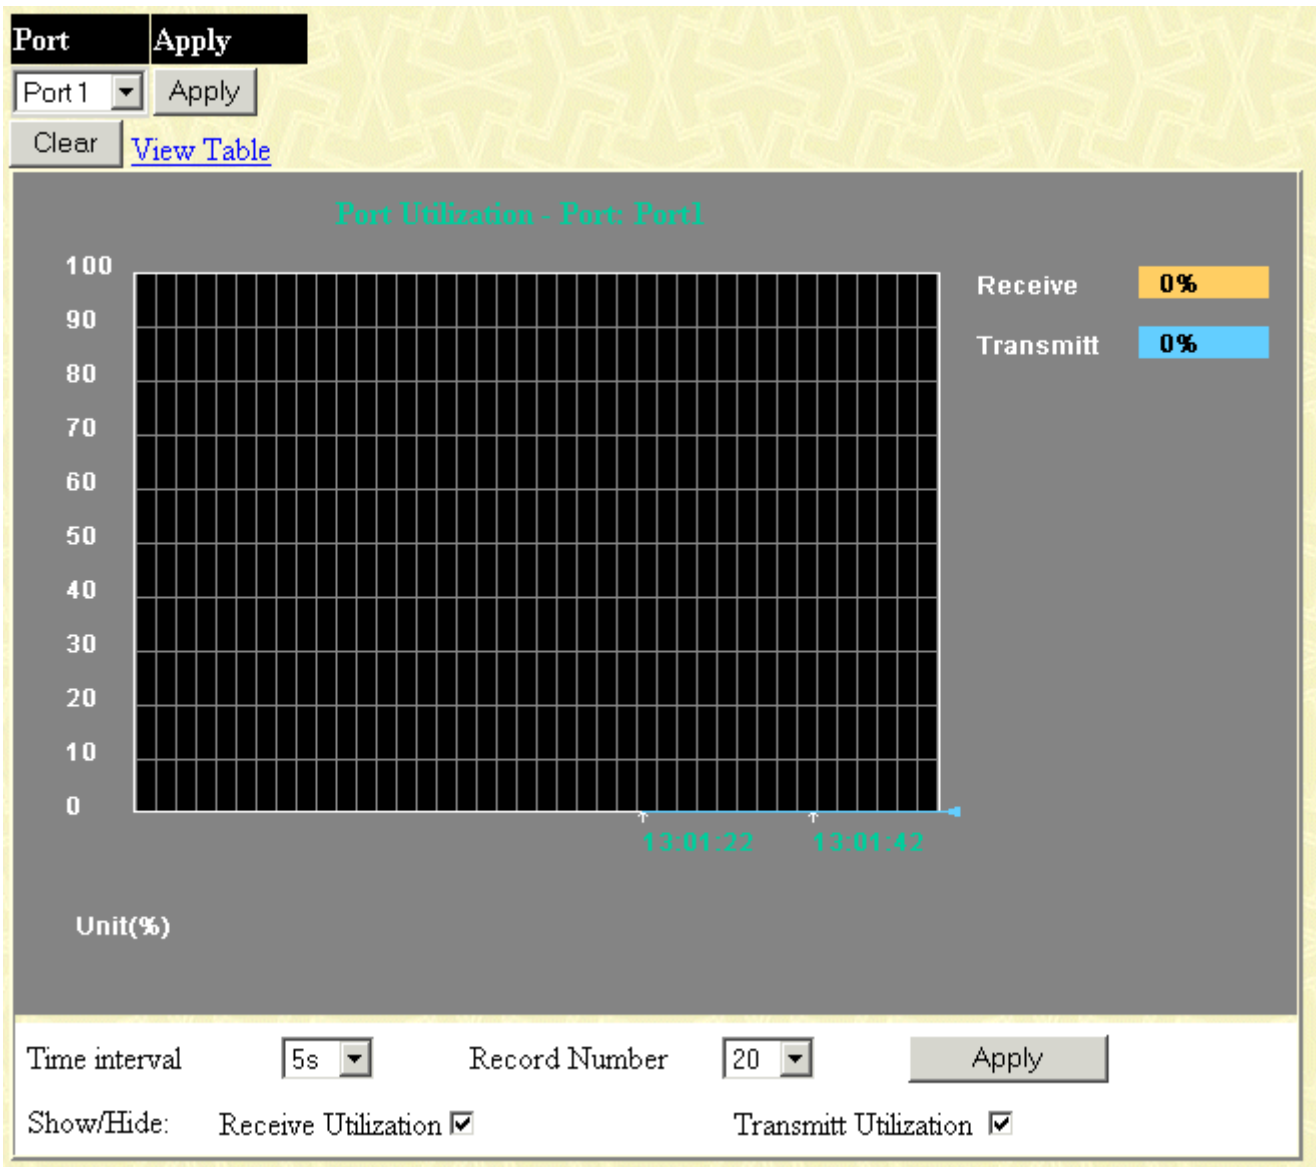 Port Apply
Port 1 Apply
Clear View Table
Port Utilization - Port: Port1
100
90
80
70
60
50
40
30
20
10
0
Receive 0%
Transmitt 0%
13:01:22 13:01:42
Unit(%)
Time interval 5s Record Number 20 Apply
Show/Hide: Receive Utilization Transmitt Utilization